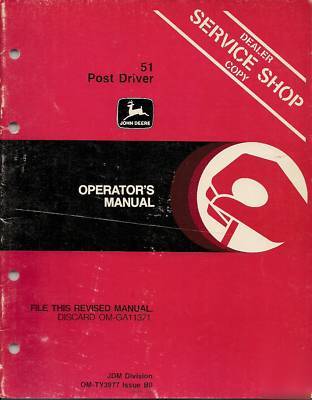 DEALER
SERVICE SHOP
COPY
51
Post Driver
JOHN DEERE
OPERATOR'S
MANUAL
FILE THIS REVISED MANUAL.
DISCARD OM-GA11371
JDM Division
OM-TY3977 Issue B0